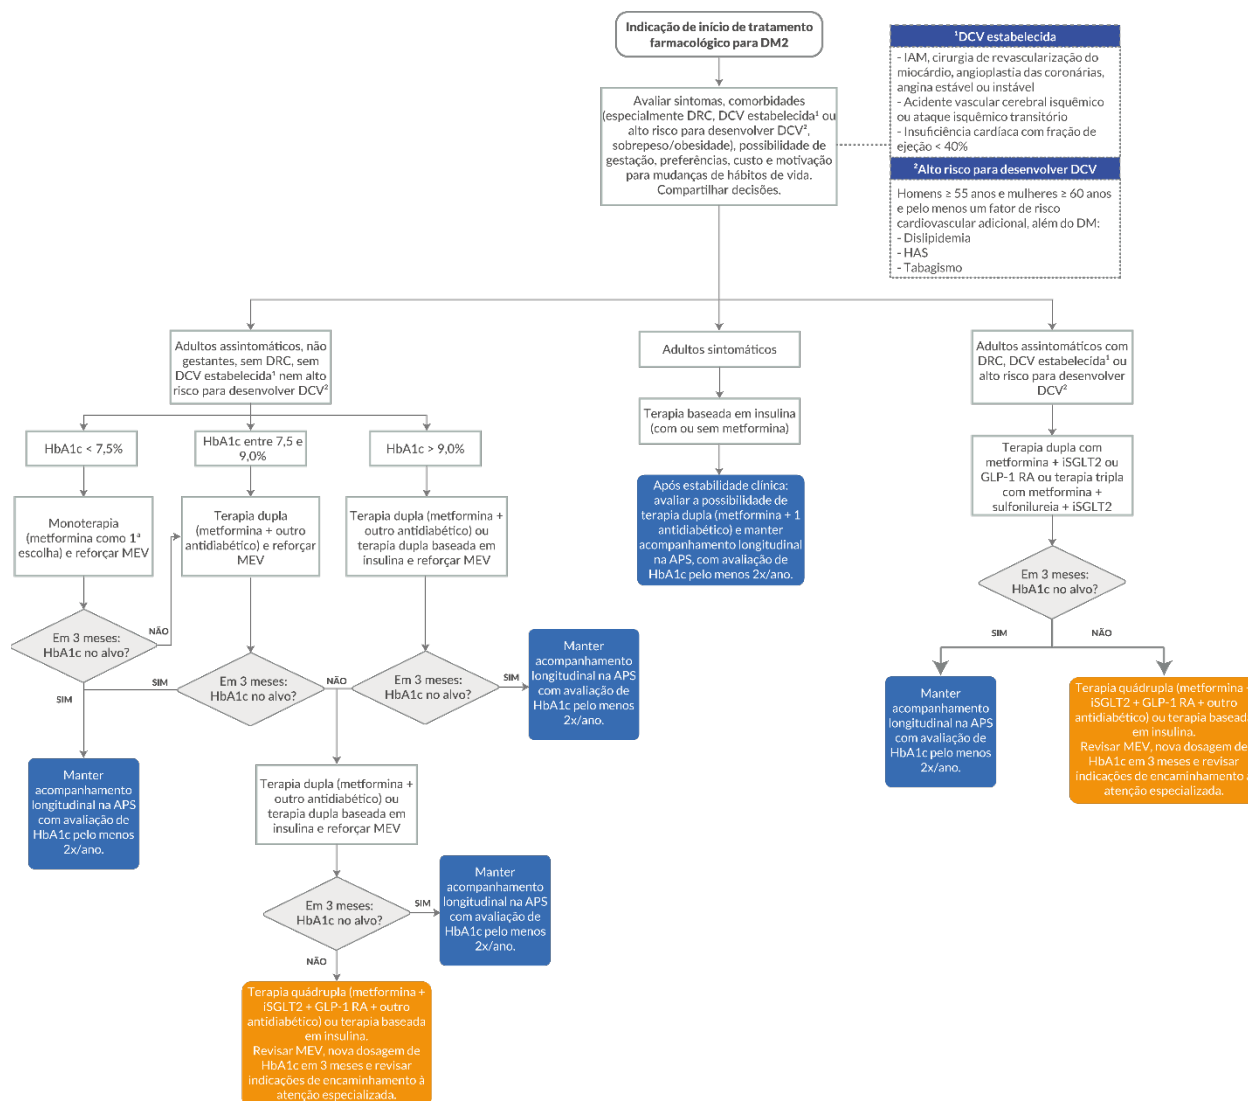 Indicação de início de tratamento
farmacológico para DM2
¹DCV estabelecida
- IAM, cirurgia de revascularização do
miocárdio, angioplastia das coronárias,
angina estável ou instável
- Acidente vascular cerebral isquêmico
ou ataque isquêmico transitório
- Insuficiência cardíaca com fração de
ejeção < 40%
²Alto risco para desenvolver DCV
Homens ≥ 55 anos e mulheres ≥ 60 anos
e pelo menos um fator de risco
cardiovascular adicional, além do DM:
- Dislipidemia
- HAS
- Tabagismo
Avaliar sintomas, comorbidades
(especialmente DRC, DCV estabelecida¹ ou
alto risco para desenvolver DCV²,
sobrepeso/obesidade), possibilidade de
gestação, preferências, custo e motivação
para mudanças de hábitos de vida.
Compartilhar decisões.
Adultos assintomáticos, não
gestantes, sem DRC, sem
DCV estabelecida¹ nem alto
risco para desenvolver DCV²
Adultos sintomáticos
Adultos assintomáticos com
DRC, DCV estabelecida¹ ou
alto risco para desenvolver
DCV²
HbA1c < 7,5%
HbA1c entre 7,5 e
9,0%
HbA1c > 9,0%
Terapia baseada em insulina
(com ou sem metformina)
Terapia dupla com
metformina + iSGLT2 ou
GLP-1 RA ou terapia tripla
com metformina +
sulfonilureia + iSGLT2
Monoterapia
(metformina como 1ª
escolha) e reforçar MEV
Terapia dupla
(metformina + outro
antidiabético) e reforçar
MEV
Terapia dupla (metformina +
outro antidiabético) ou
terapia dupla baseada em
insulina e reforçar MEV
Após estabilidade clínica:
avaliar a possibilidade de
terapia dupla (metformina + 1
antidiabético) e manter
acompanhamento longitudinal
na APS, com avaliação de
HbA1c pelo menos 2x/ano.
Em 3 meses:
HbA1c no alvo?
NÃO
SIM
Em 3 meses:
HbA1c no alvo?
SIM
NÃO
Em 3 meses:
HbA1c no alvo?
SIM
Manter
acompanhamento
longitudinal na APS
com avaliação de
HbA1c pelo menos
2x/ano.
Em 3 meses:
HbA1c no alvo?
SIM
NÃO
Manter
acompanhamento
longitudinal na APS
com avaliação de
HbA1c pelo menos
2x/ano.
Terapia quádrupla (metformina +
iSGLT2 + GLP-1 RA + outro
antidiabético) ou terapia baseada
em insulina.
Revisar MEV, nova dosagem de
HbA1c em 3 meses e revisar
indicações de encaminhamento à
atenção especializada.
Manter
acompanhamento
longitudinal na APS
com avaliação de
HbA1c pelo menos
2x/ano.
Terapia dupla (metformina +
outro antidiabético) ou
terapia dupla baseada em
insulina e reforçar MEV
Em 3 meses:
HbA1c no alvo?
SIM
NÃO
Manter
acompanhamento
longitudinal na APS
com avaliação de
HbA1c pelo menos
2x/ano.
Terapia quádrupla (metformina +
iSGLT2 + GLP-1 RA + outro
antidiabético) ou terapia baseada
em insulina.
Revisar MEV, nova dosagem de
HbA1c em 3 meses e revisar
indicações de encaminhamento à
atenção especializada.